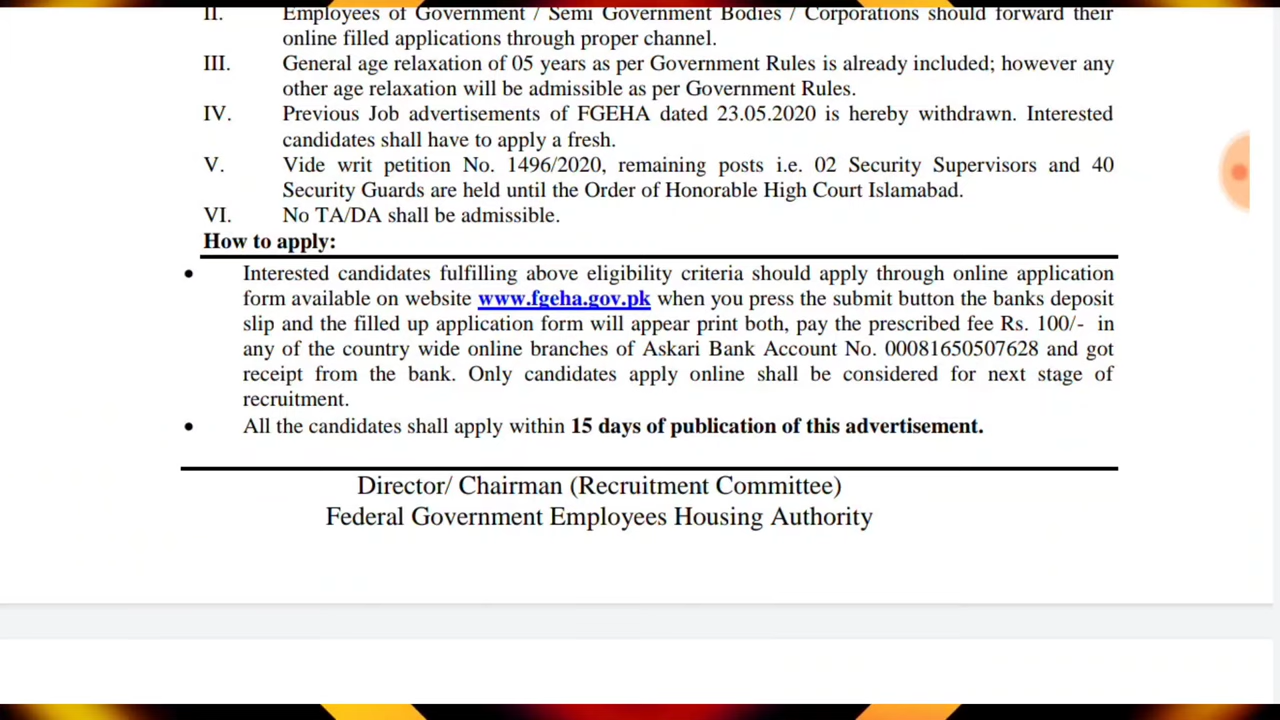 II. Employees of Government / Semi Government Bodies / Corporations should forward their
online filled applications through proper channel.
III. General age relaxation of 05 years as per Government Rules is already included; however any
other age relaxation will be admissible as per Government Rules.
IV. Previous Job advertisements of FGEHA dated 23.05.2020 is hereby withdrawn. Interested
candidates shall have to apply a fresh.
V. Vide writ petition No. 1496/2020, remaining posts i.e. 02 Security Supervisors and 40
Security Guards are held until the Order of Honorable High Court Islamabad.
VI. No TA/DA shall be admissible.
How to apply:
• Interested candidates fulfilling above eligibility criteria should apply through online application
form available on website www.fgeha.gov.pk when you press the submit button the banks deposit
slip and the filled up application form will appear print both, pay the prescribed fee Rs. 100/- in
any of the country wide online branches of Askari Bank Account No. 00081650507628 and got
receipt from the bank. Only candidates apply online shall be considered for next stage of
recruitment.
• All the candidates shall apply within 15 days of publication of this advertisement.
Director/ Chairman (Recruitment Committee)
Federal Government Employees Housing Authority